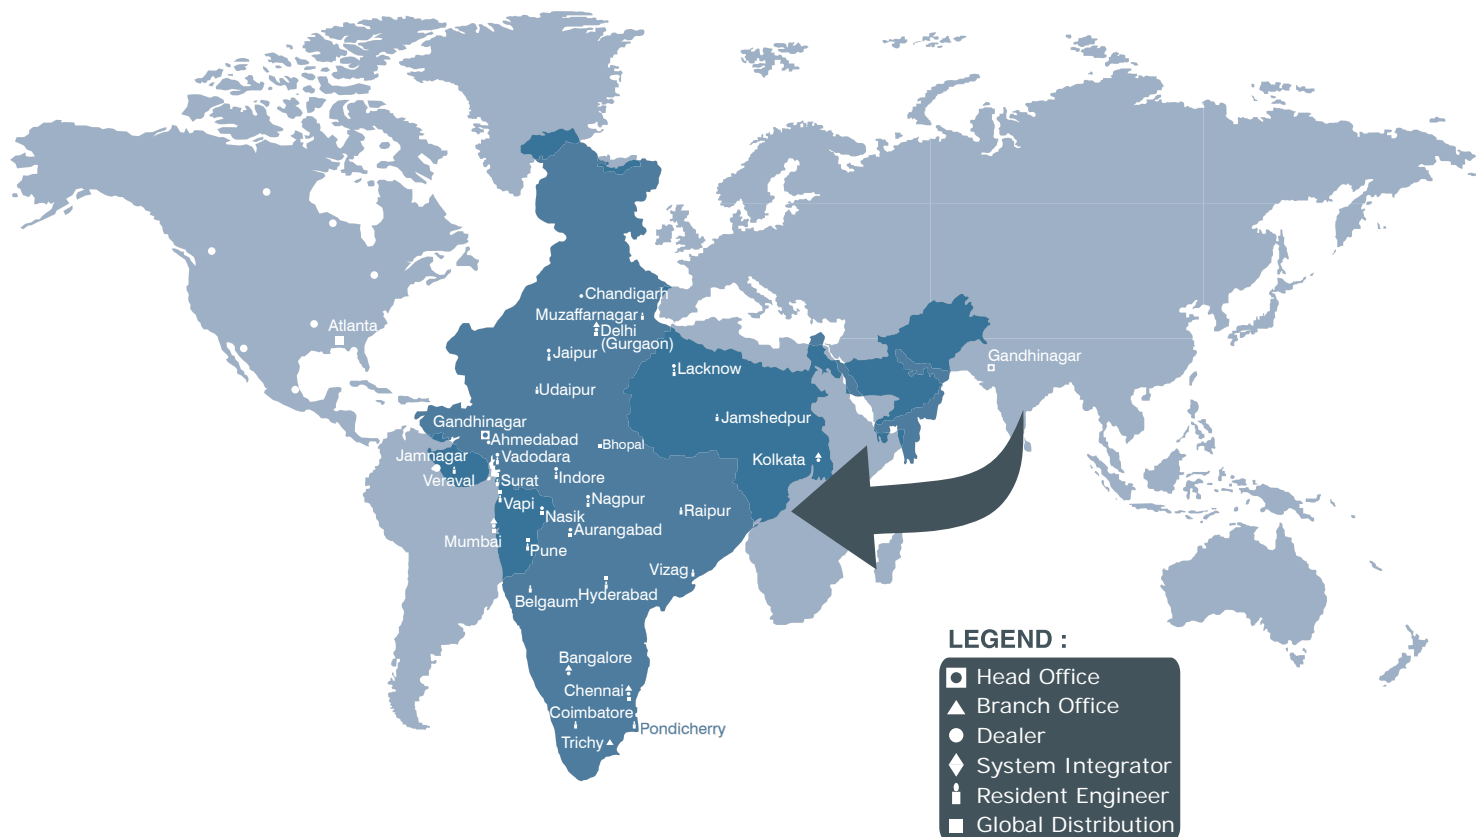 Chandigarh
Muzaffarnagar
Atlanta
Delhi
(Gurgaon)
Jaipur
Gandhinagar
Lacknow
Udaipur
Jamshedpur
Gandhinagar
Ahmedabad
Bhopal
Jamnagar
Vadodara
Kolkata
Veraval
Surat
Indore
Vapi
Nagpur
Nasik
Raipur
Aurangabad
Mumbai
Pune
Vizag
Belgaum
Hyderabad
LEGEND :
Bangalore
Head Office
Chennai
Branch Office
Coimbatore
Pondicherry
Dealer
Trichy
System Integrator
Resident Engineer
Global Distribution